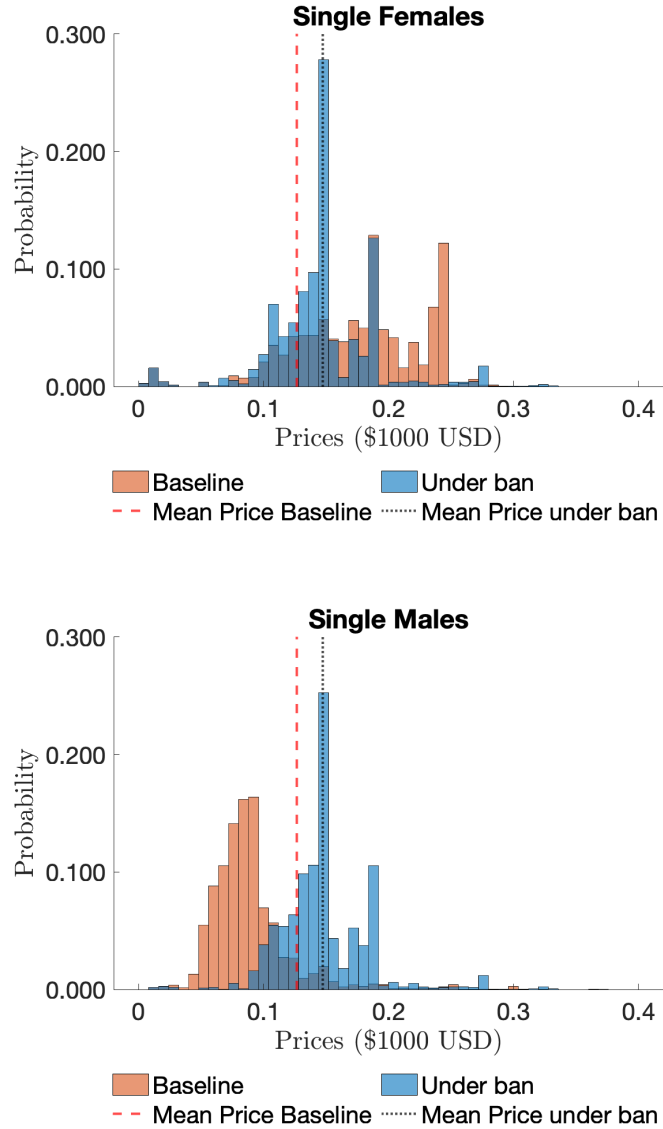 Single Females
0.300
0.200
0.100
0.000
Probability
0 0.1 0.2 0.3 0.4
Prices ($1000 USD)
Baseline Under ban
Mean Price Baseline Mean Price under ban
Single Males
0.300
0.200
0.100
0.000
Probability
0 0.1 0.2 0.3 0.4
Prices ($1000 USD)
Baseline Under ban
Mean Price Baseline Mean Price under ban